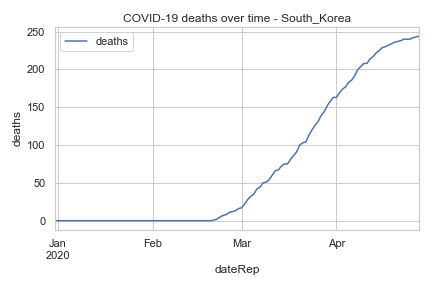 COVID-19 deaths over time - South_Korea
deaths
250
200
150
100
50
0
deaths
Jan
2020
Feb
Mar
Apr
dateRep